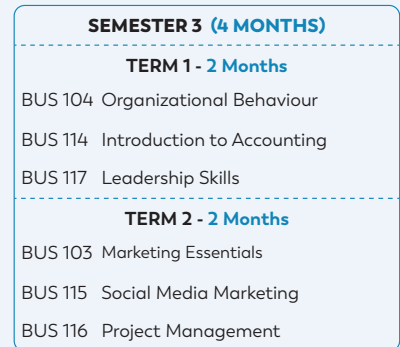 SEMESTER 3 (4 MONTHS)
TERM 1 - 2 Months
BUS 104 Organizational Behaviour
BUS 114 Introduction to Accounting
BUS 117 Leadership Skills
TERM 2 - 2 Months
BUS 103 Marketing Essentials
BUS 115 Social Media Marketing
BUS 116 Project Management